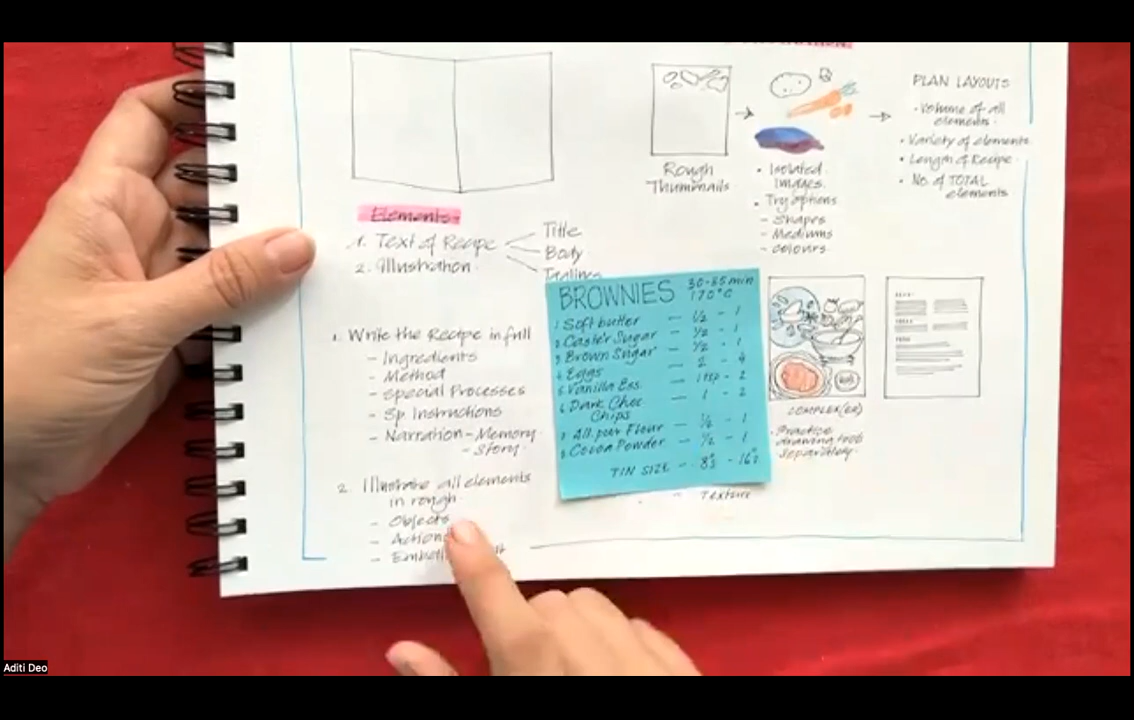 Elements
1. Text of Recipe
Title
Body
2. Illustration
1. Write the Recipe in full
- Ingredients
- Method
- Special Processes
- Sp Instructions
- Narration - Memory
- Story
2. Illustrate all elements
in rough
- Objects
Rough
Thumbnails
• Isolated
Images.
• Try options
- Shapes
- Mediums
- colours
PLAN LAYOUTS
• Volume of all
elements.
• Variety of elements
• Length of Recipe
• No. of TOTAL
elements
BROWNIES 30-35 min
170°C
1 Soft butter - 1/2 - 1
2 Caster Sugar - 1/2 - 1
3 Brown Sugar - 1/2 - 1
4 Eggs - 2 - 4
5 Vanilla Ess. - 1 tsp - 2
6 Dark Choc - 1 - 2
Chips
7 All. pur Flour - 1/2 - 1
8 Cocoa Powder - 1/2 - 1
TIN SIZE - 8"s - 16"s
- Texture
COMPLEX(ER)
• Practice
drawing
separately.
Aditi Deo